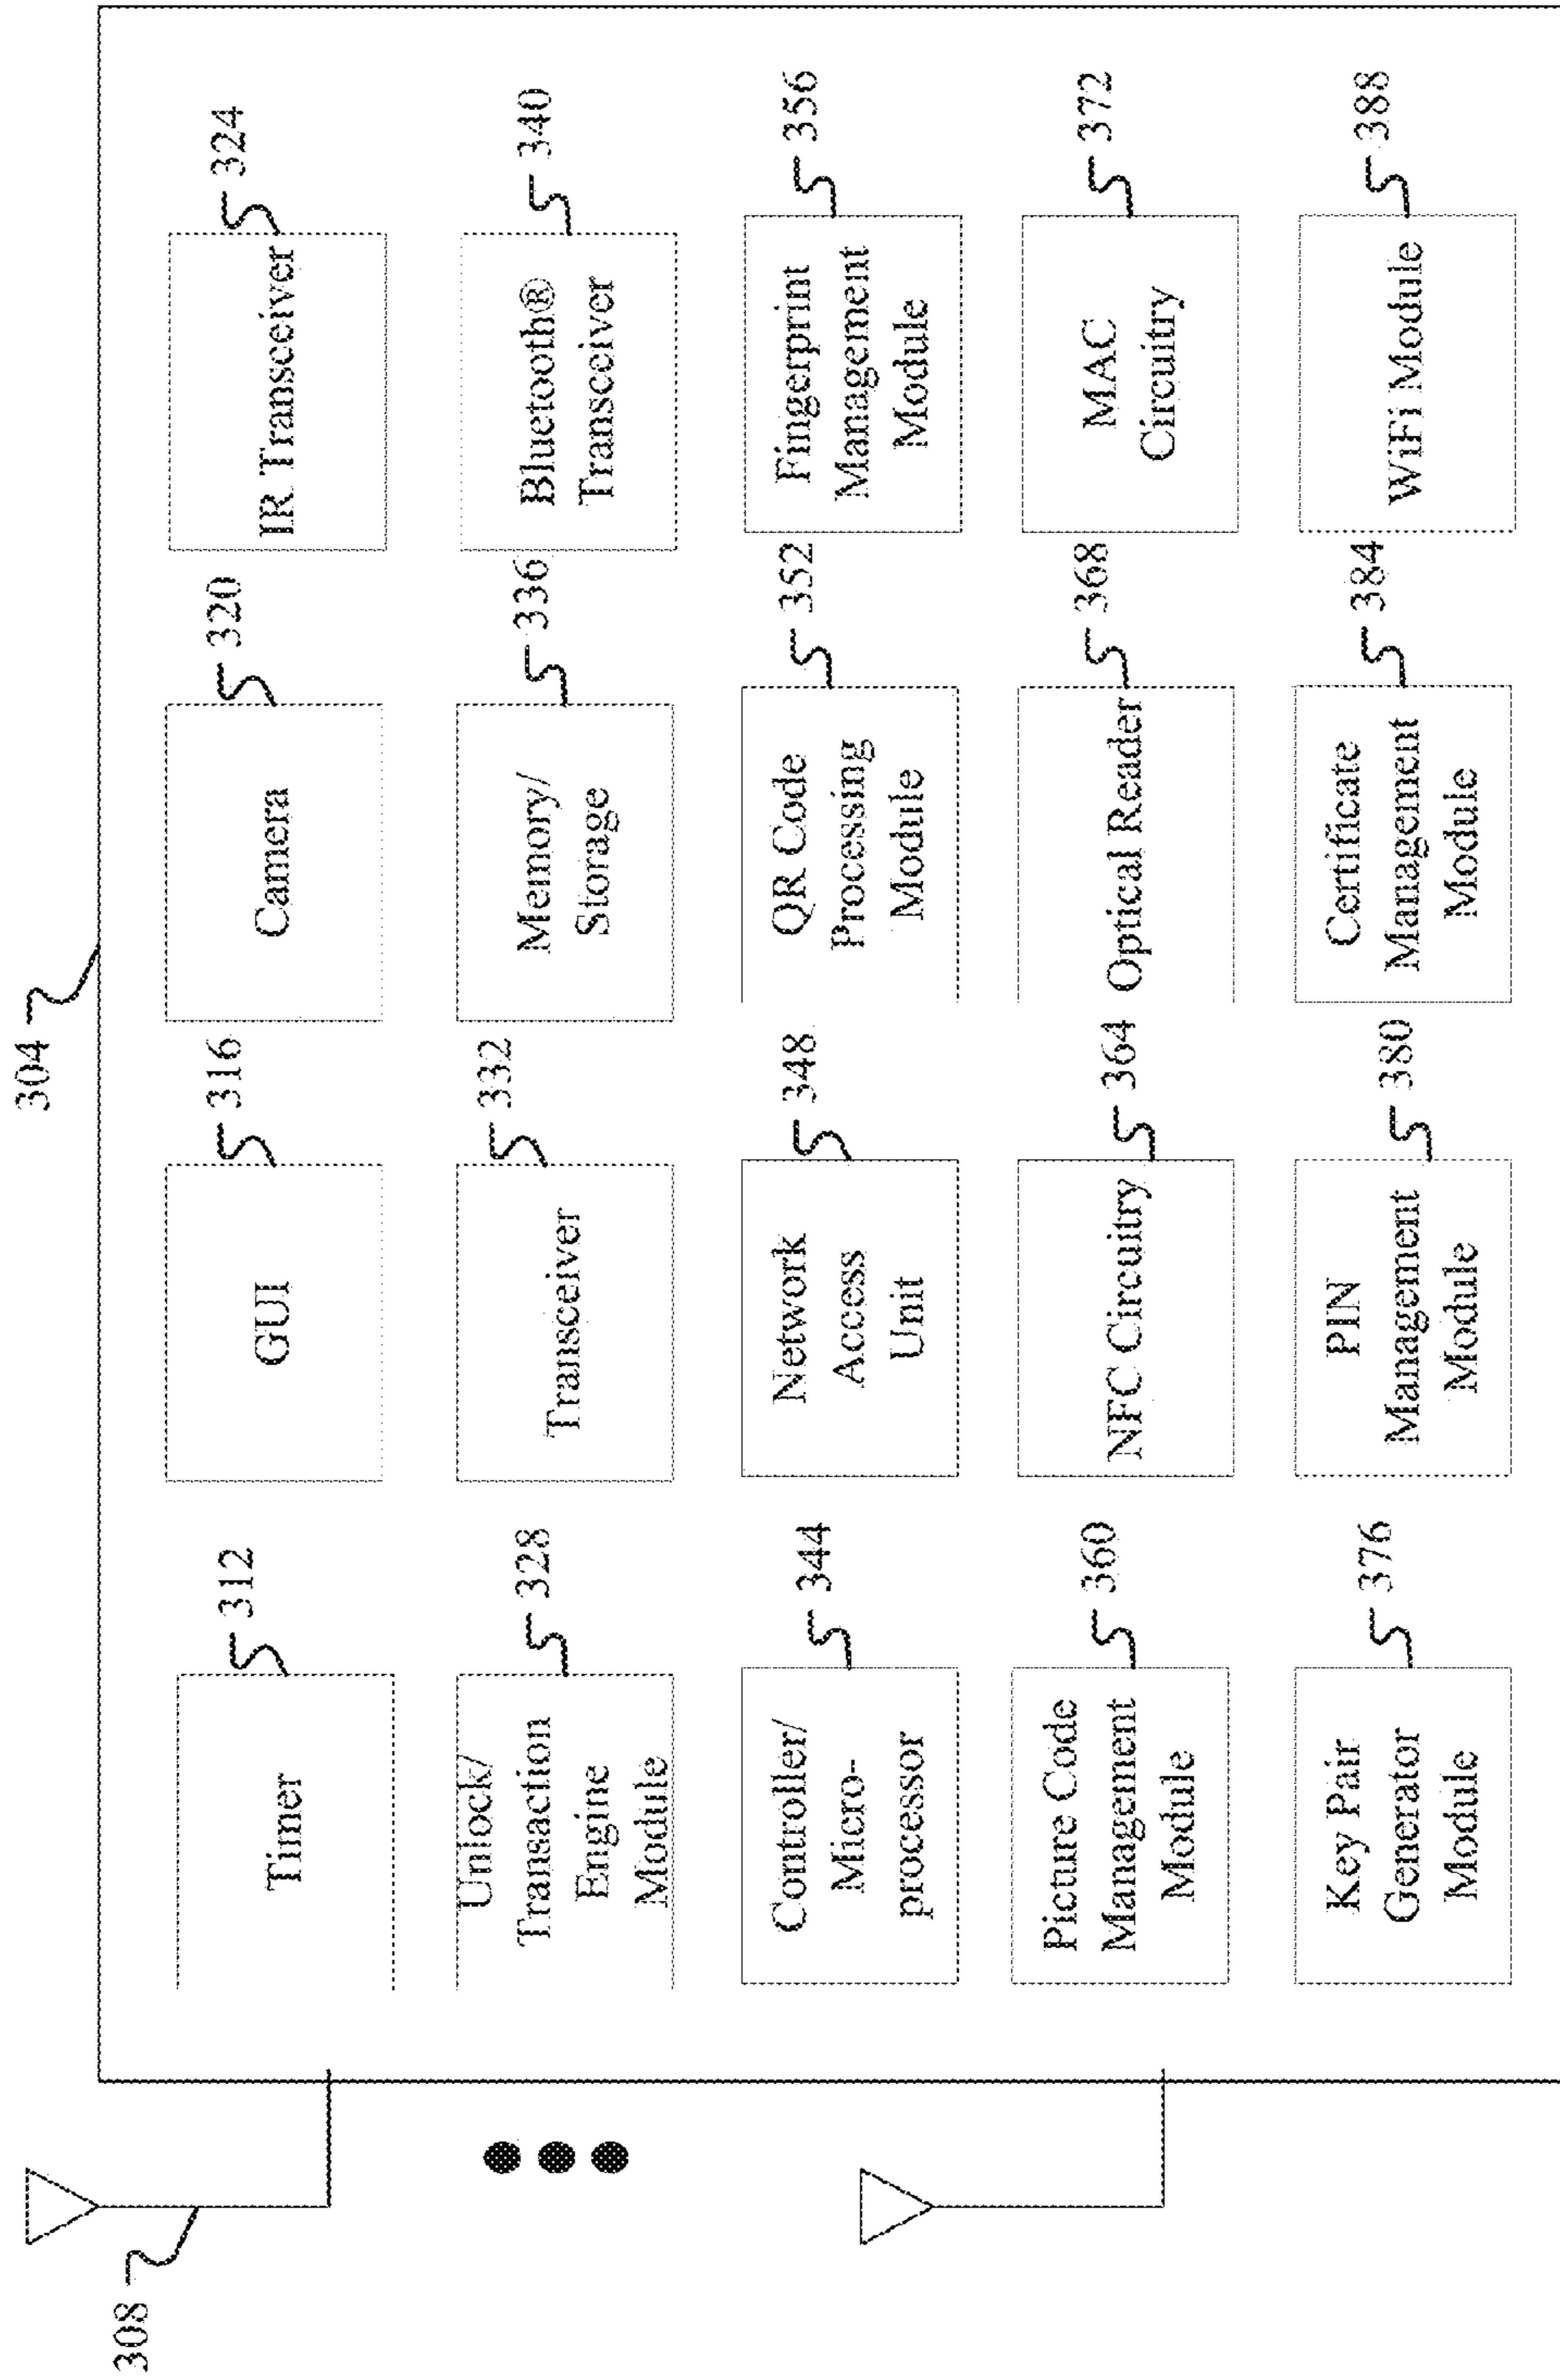 304
308
312
316
320
324
Timer
GUI
Camera
IR Transceiver
328
332
336
340
Unlock/
Transaction
Engine
Module
Transceiver
Memory/
Storage
Bluetooth®
Transceiver
344
348
352
356
Controller/
Micro-
processor
Network
Access
Unit
QR Code
Processing
Module
Fingerprint
Management
Module
360
364
368
372
Picture Code
Management
Module
NFC Circuitry
Optical Reader
MAC
Circuitry
376
380
384
388
Key Pair
Generator
Module
PIN
Management
Module
Certificate
Management
Module
WiFi Module